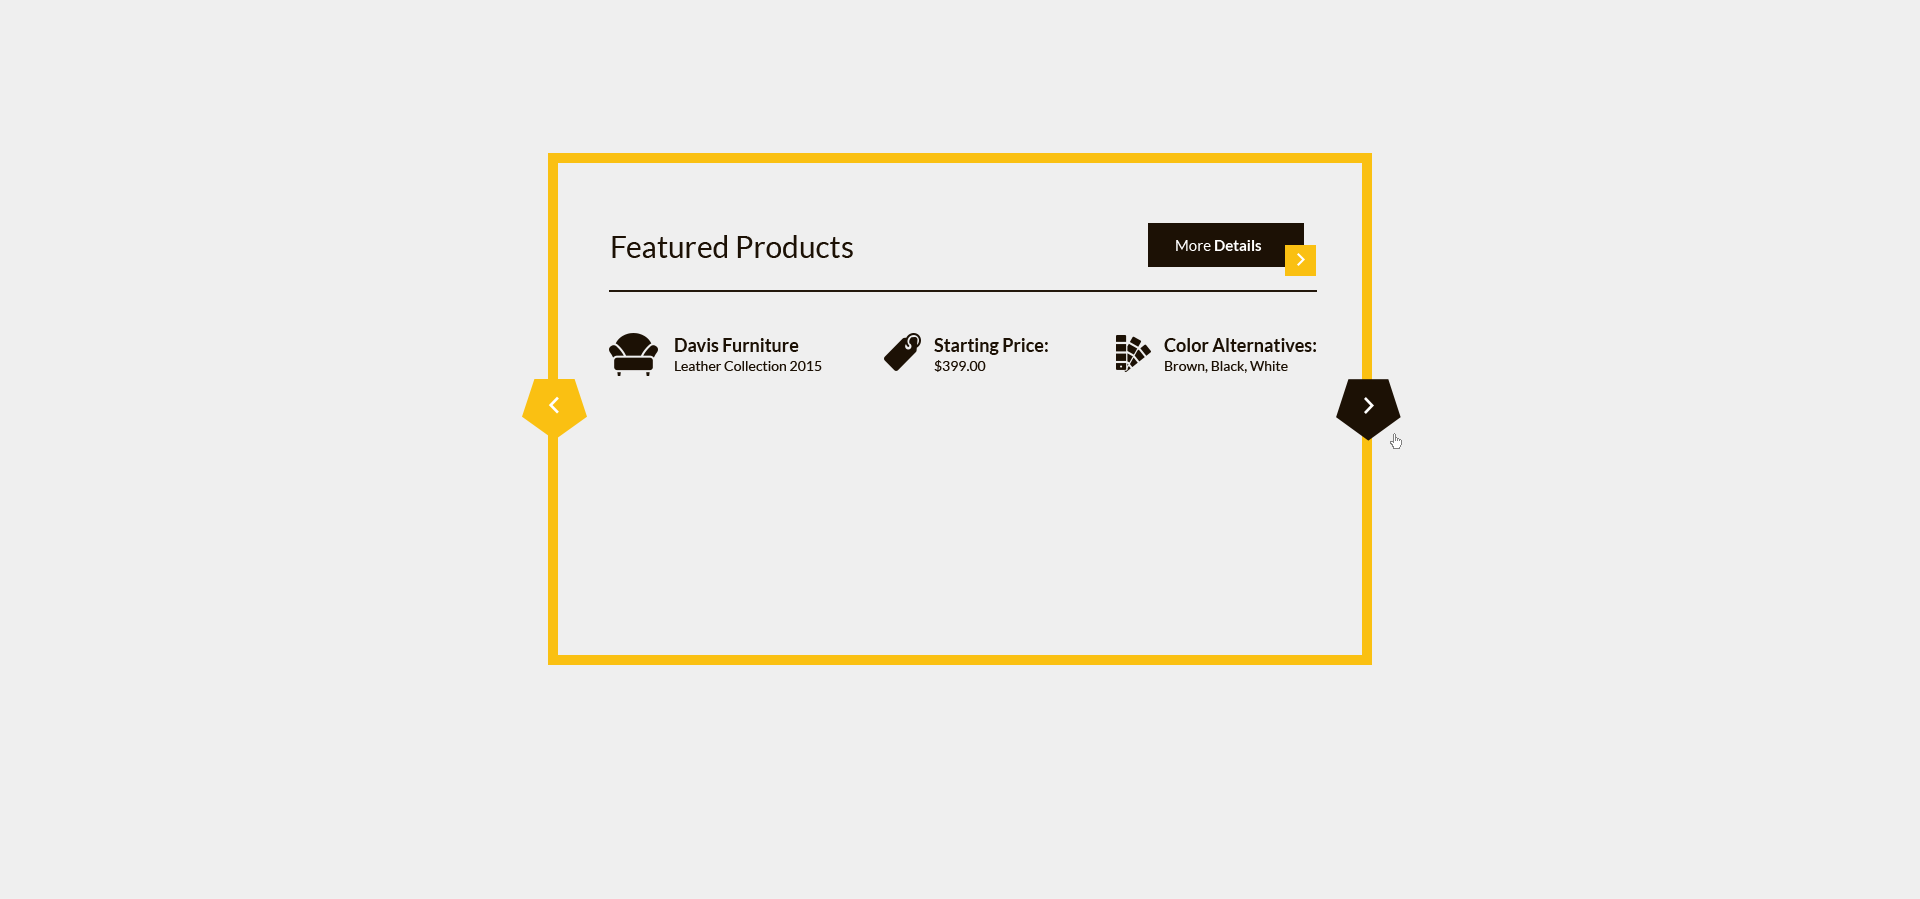 Featured Products
More Details
Davis Furniture
Leather Collection 2015
Starting Price:
$399.00
Color Alternatives:
Brown, Black, White